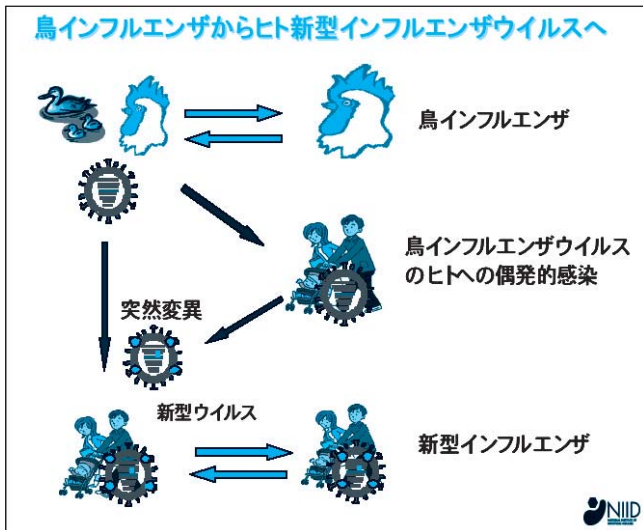 鳥インフルエンザからヒト新型インフルエンザウイルスへ
鳥インフルエンザ
鳥インフルエンザウイルス
のヒトへの偶発的感染
突然変異
新型ウイルス
新型インフルエンザ
NIID